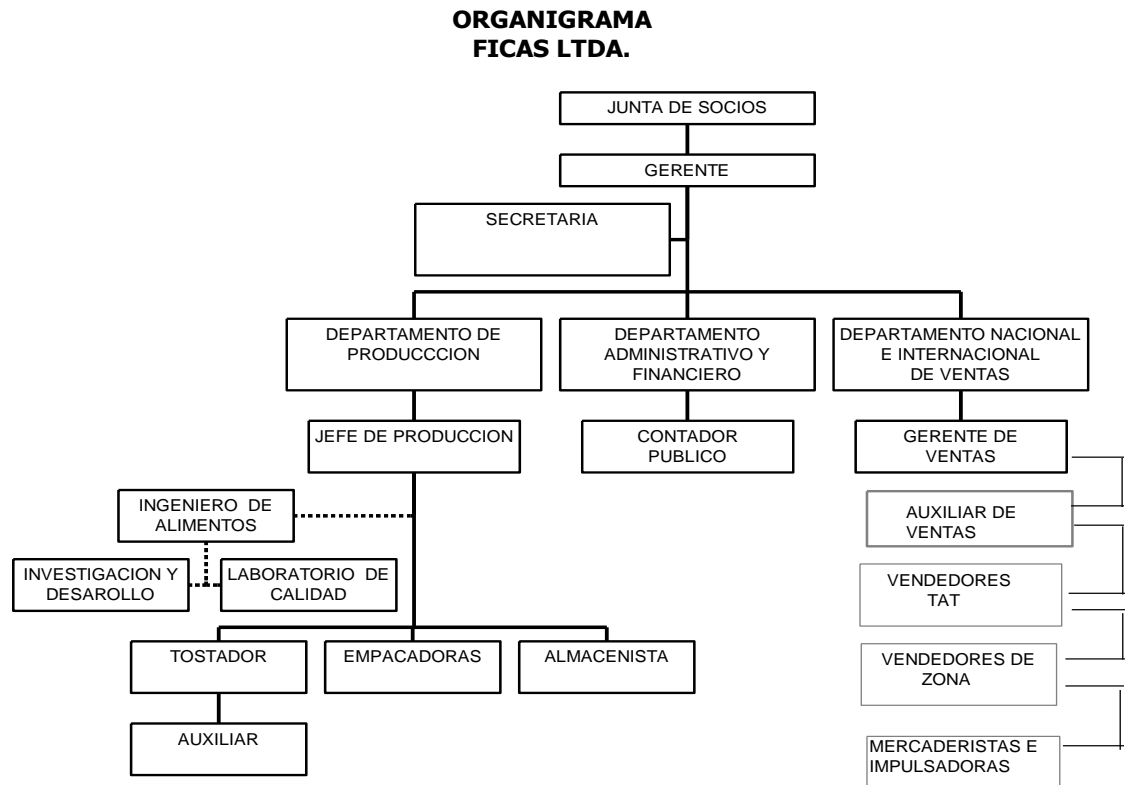 ORGANIGRAMA
FICAS LTDA.
JUNTA DE SOCIOS
GERENTE
SECRETARIA
DEPARTAMENTO DE
PRODUCCCION
DEPARTAMENTO
ADMINISTRATIVO Y
FINANCIERO
DEPARTAMENTO NACIONAL
E INTERNACIONAL
DE VENTAS
JEFE DE PRODUCCION
CONTADOR
PUBLICO
GERENTE DE
VENTAS
INGENIERO DE
ALIMENTOS
AUXILIAR DE
VENTAS
INVESTIGACION Y
DESAROLLO
LABORATORIO DE
CALIDAD
VENDEDORES
TAT
TOSTADOR
EMPACADORAS
ALMACENISTA
VENDEDORES DE
ZONA
AUXILIAR
MERCADERISTAS E
IMPULSADORAS